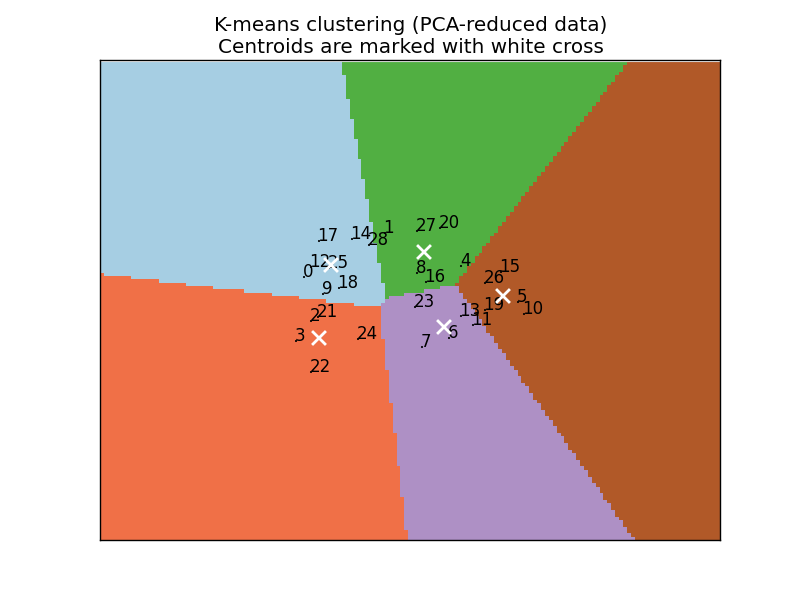 K-means clustering (PCA-reduced data)
Centroids are marked with white cross
27 20
1
17 14 28
4
12 25 15
0 8 16 26
9 18
23 5
2 21 13 19 10
11
3 24 7 6
22